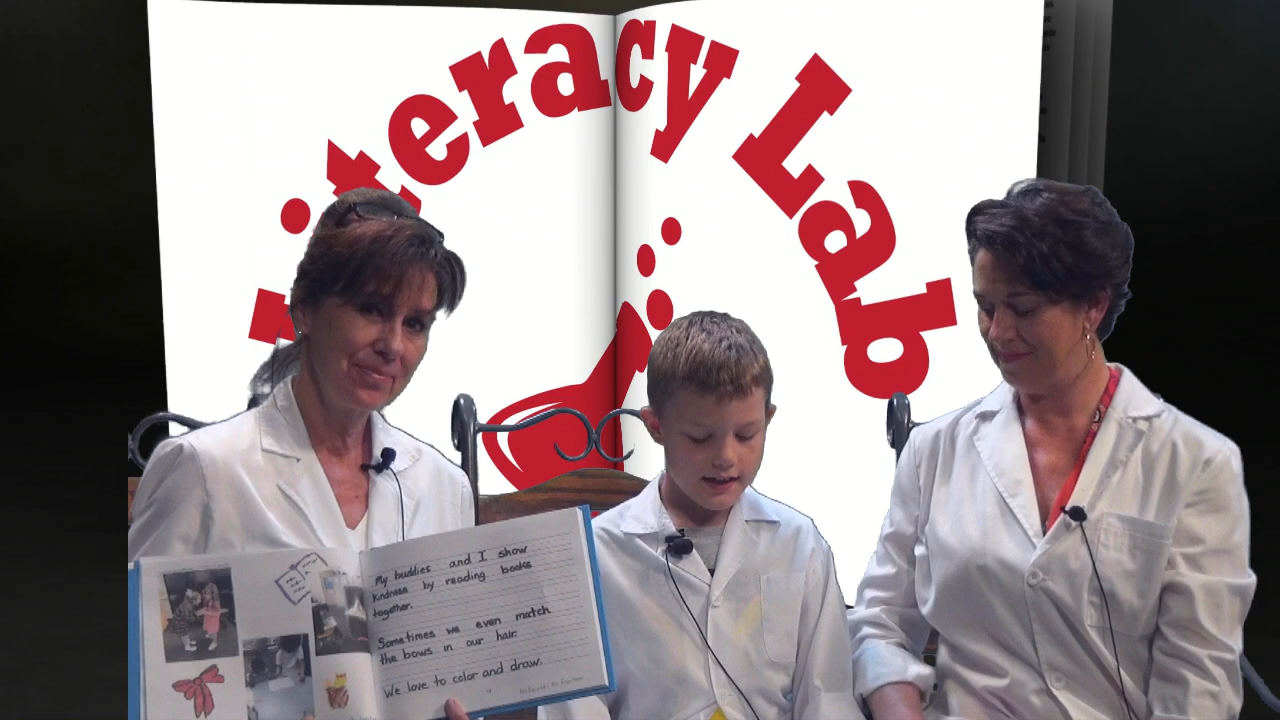 Literacy Lab
My buddies and I show
kindness by reading books
together.
Sometimes we even match
the bows in our hair.
We love to color and draw.